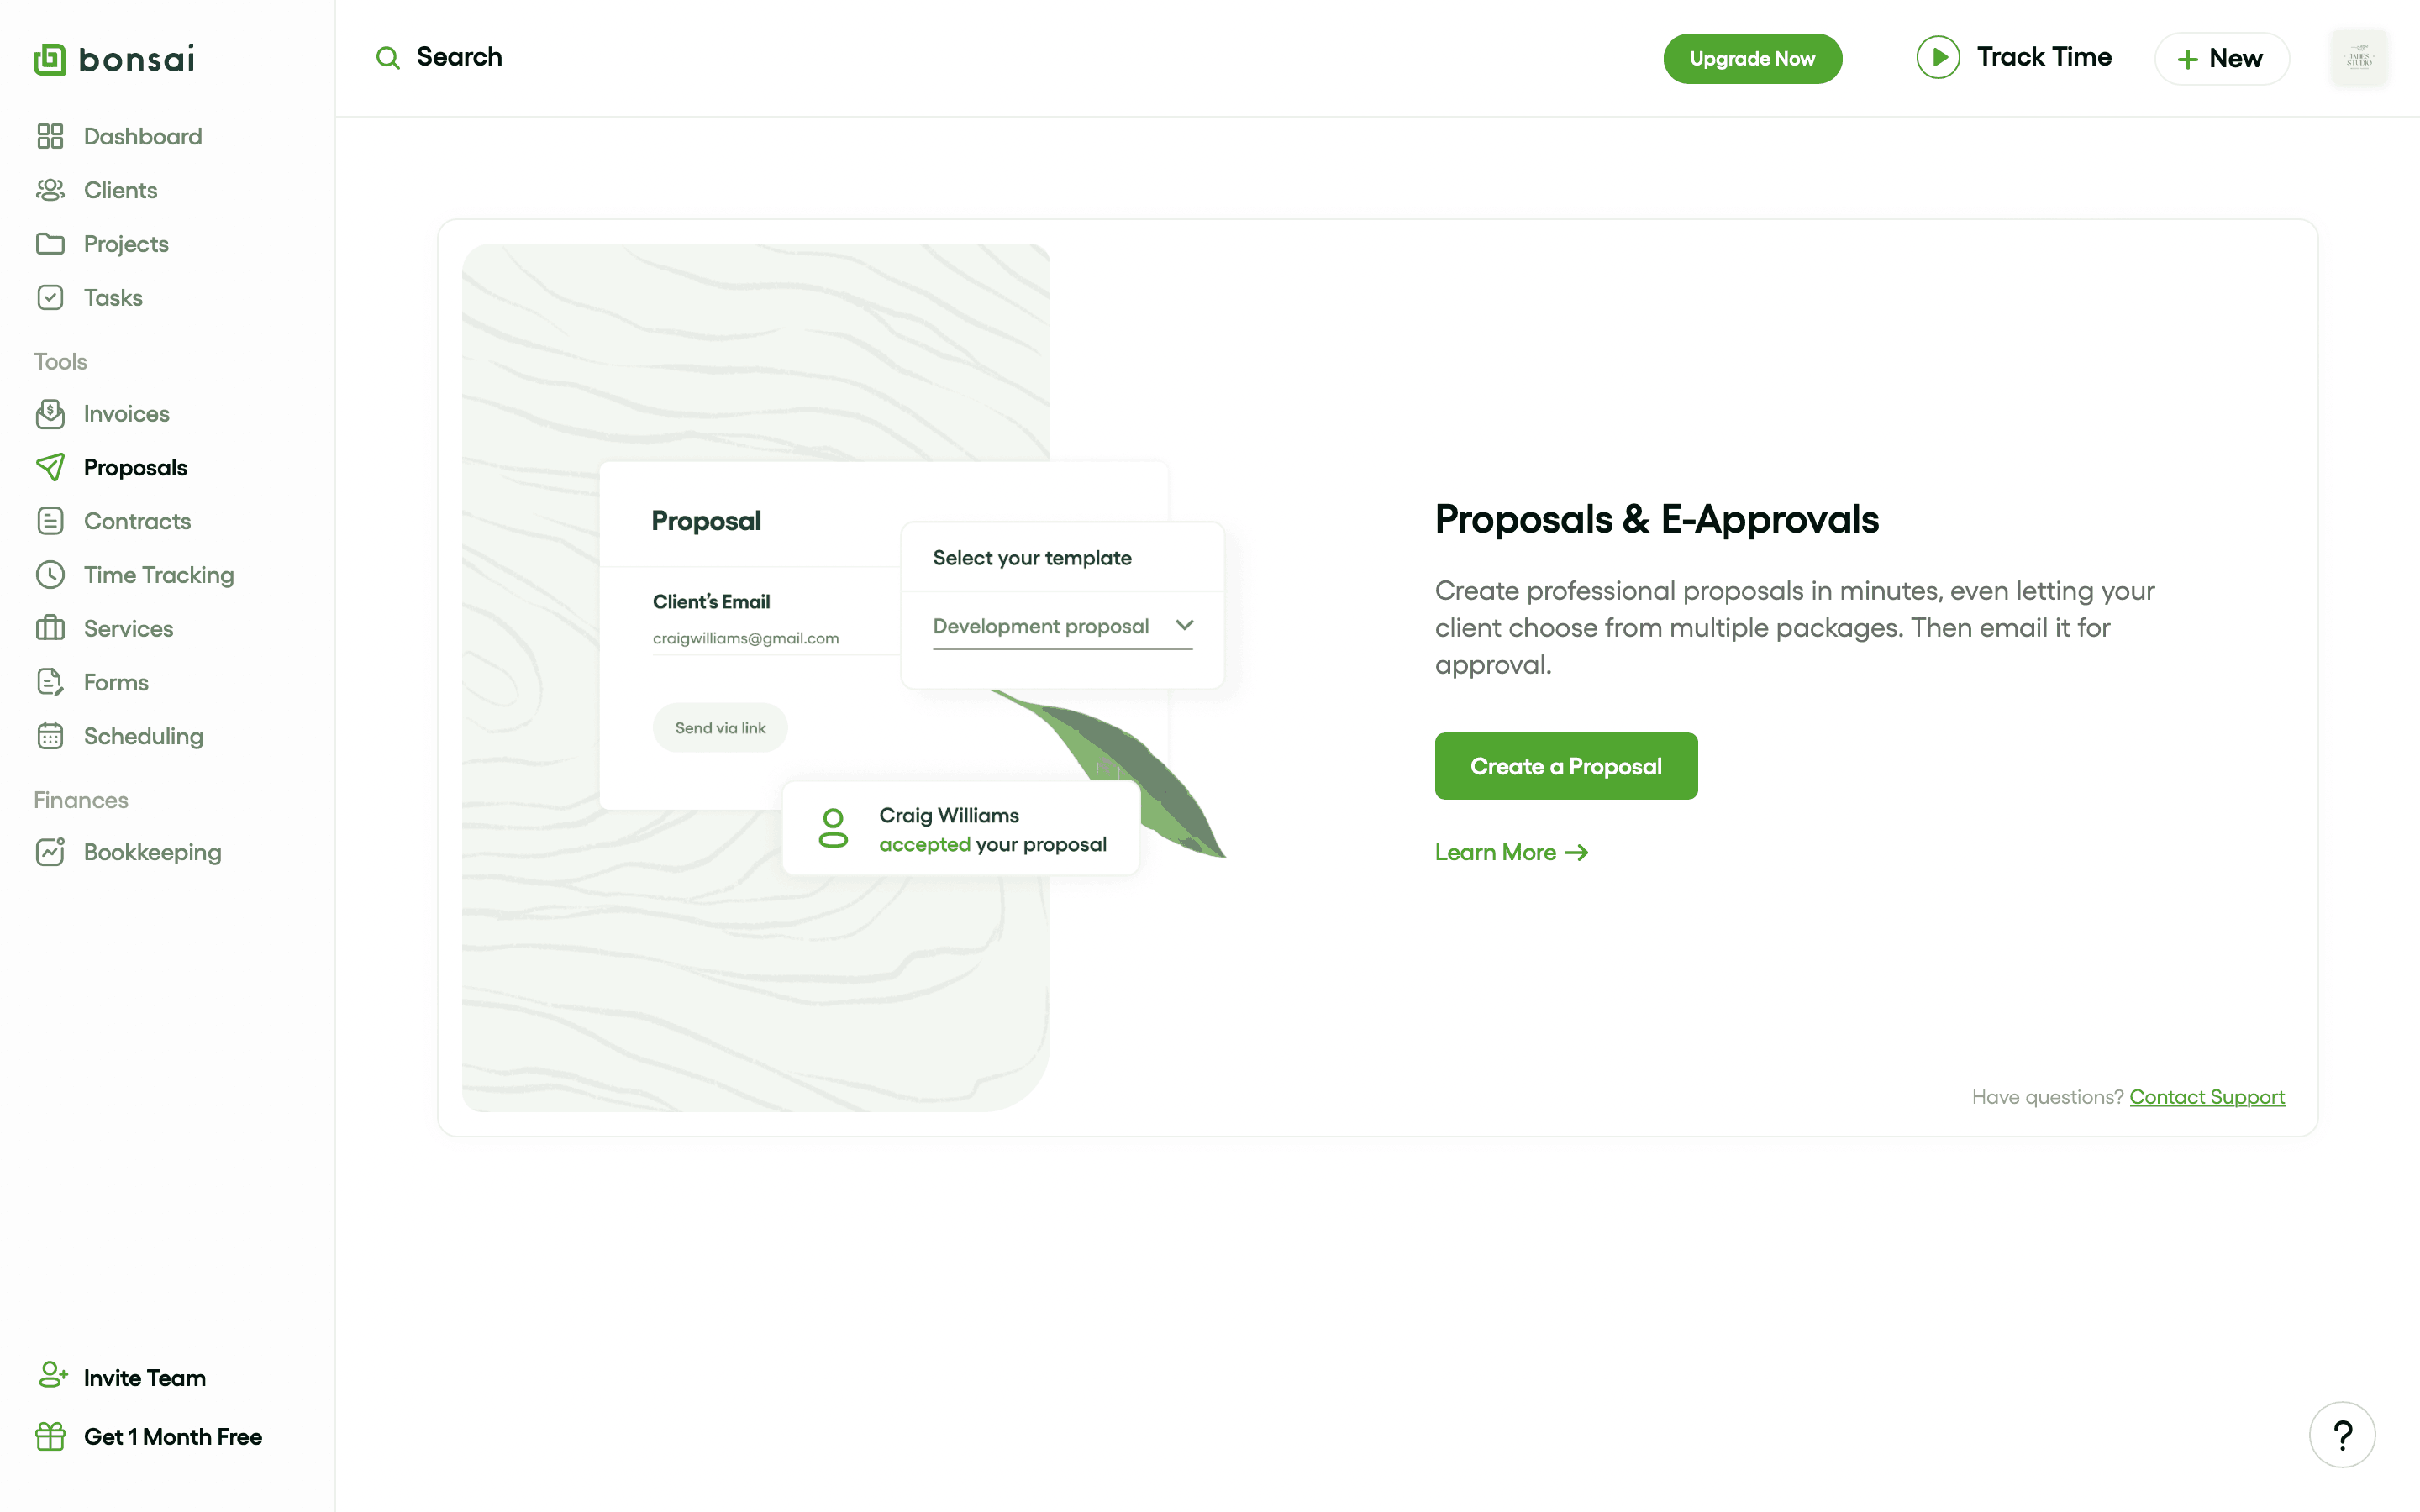 bonsai
Search
Upgrade Now
Track Time
New
JADES
STUDIO
Dashboard
Clients
Projects
Tasks
Tools
Invoices
Proposals
Contracts
Time Tracking
Services
Forms
Scheduling
Finances
Bookkeeping
Invite Team
Get 1 Month Free
Proposal
Client's Email
craigwilliams@gmail.com
Send via link
Select your template
Development proposal
Craig Williams
accepted your proposal
Proposals & E-Approvals
Create professional proposals in minutes, even letting your
client choose from multiple packages. Then email it for
approval.
Create a Proposal
Learn More →
Have questions? Contact Support
?